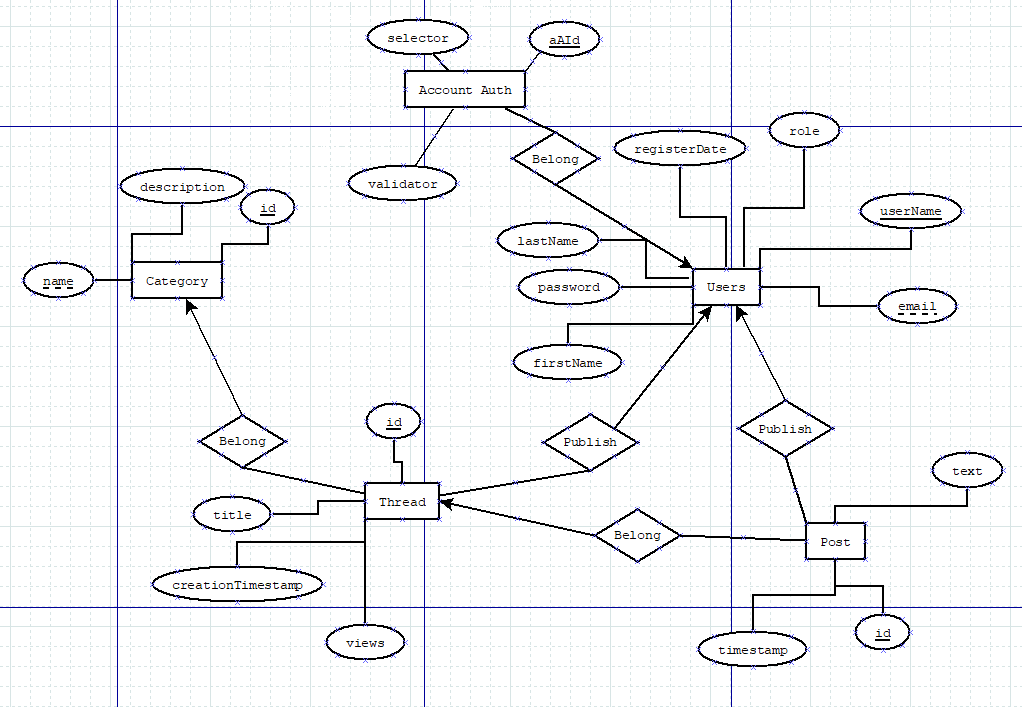 selector
aAId
Account Auth
validator
Belong
registerDate
role
description
id
userName
lastName
name
Category
password
Users
email
firstName
id
Belong
Publish
Publish
text
Thread
title
Belong
Post
creationTimestamp
views
timestamp
id